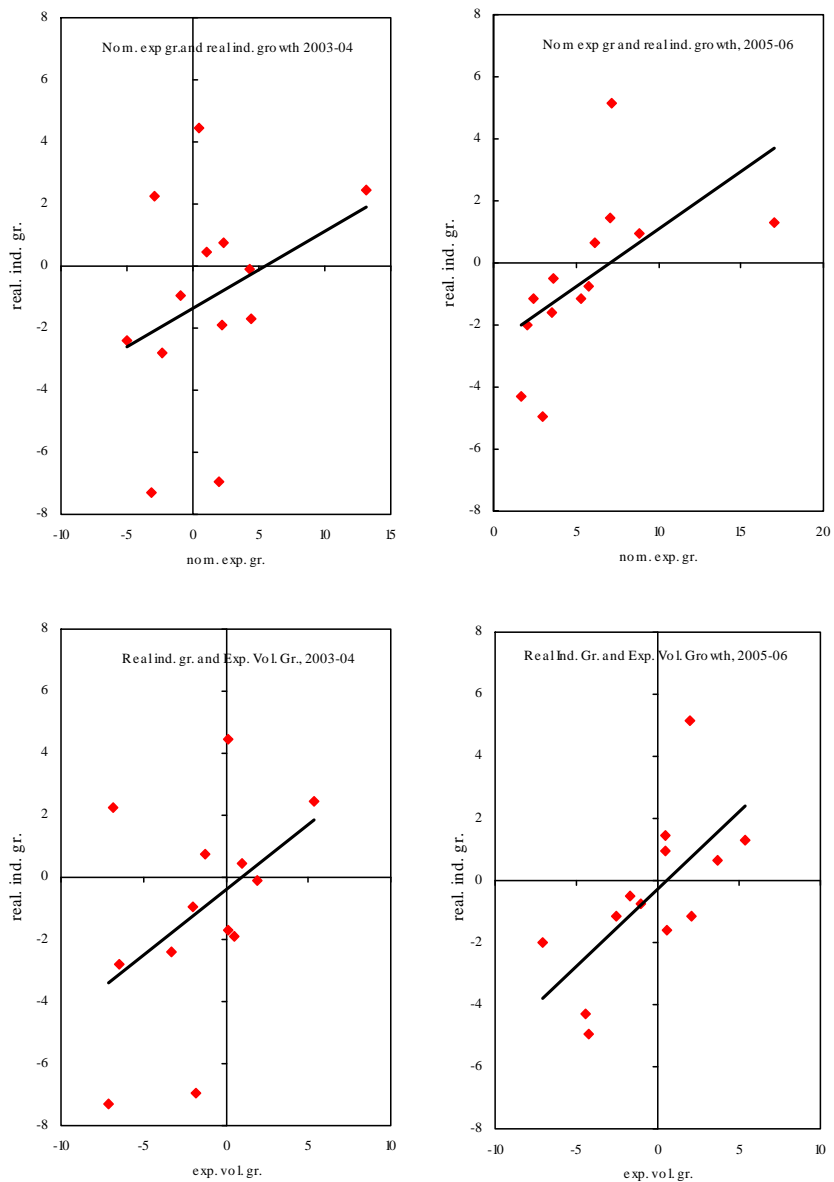 Nom. exp gr.and real ind. growth 2003-04
8
6
4
2
0
-2
-4
-6
-8
real. ind. gr.
-10 -5 0 5 10 15
nom. exp. gr.
Nom. exp gr and real ind. growth, 2005-06
8
6
4
2
0
-2
-4
-6
-8
real. ind. gr.
0 5 10 15 20
nom. exp. gr.
Real ind. gr. and Exp. Vol. Gr., 2003-04
8
6
4
2
0
-2
-4
-6
-8
real. ind. gr.
-10 -5 0 5 10
exp. vol. gr.
Real Ind. Gr. and Exp. Vol. Growth, 2005-06
8
6
4
2
0
-2
-4
-6
-8
real. ind. gr.
-10 -5 0 5 10
exp. vol. gr.